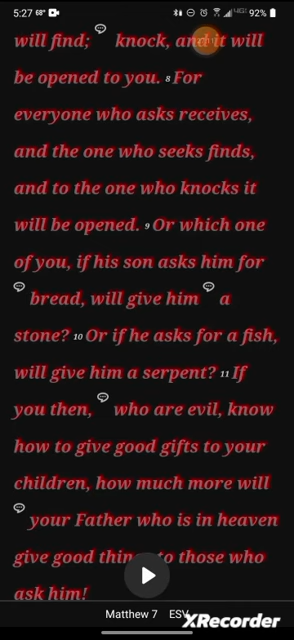 5:27 68° 92%
will find; knock, and it will
be opened to you. 8 For
everyone who asks receives,
and the one who seeks finds,
and to the one who knocks it
will be opened. 9 Or which one
of you, if his son asks him for
bread, will give him a
stone? 10 Or if he asks for a fish,
will give him a serpent? 11 If
you then, who are evil, know
how to give good gifts to your
children, how much more will
your Father who is in heaven
give good things to those who
ask him!
Matthew 7 ESV
XRecorder